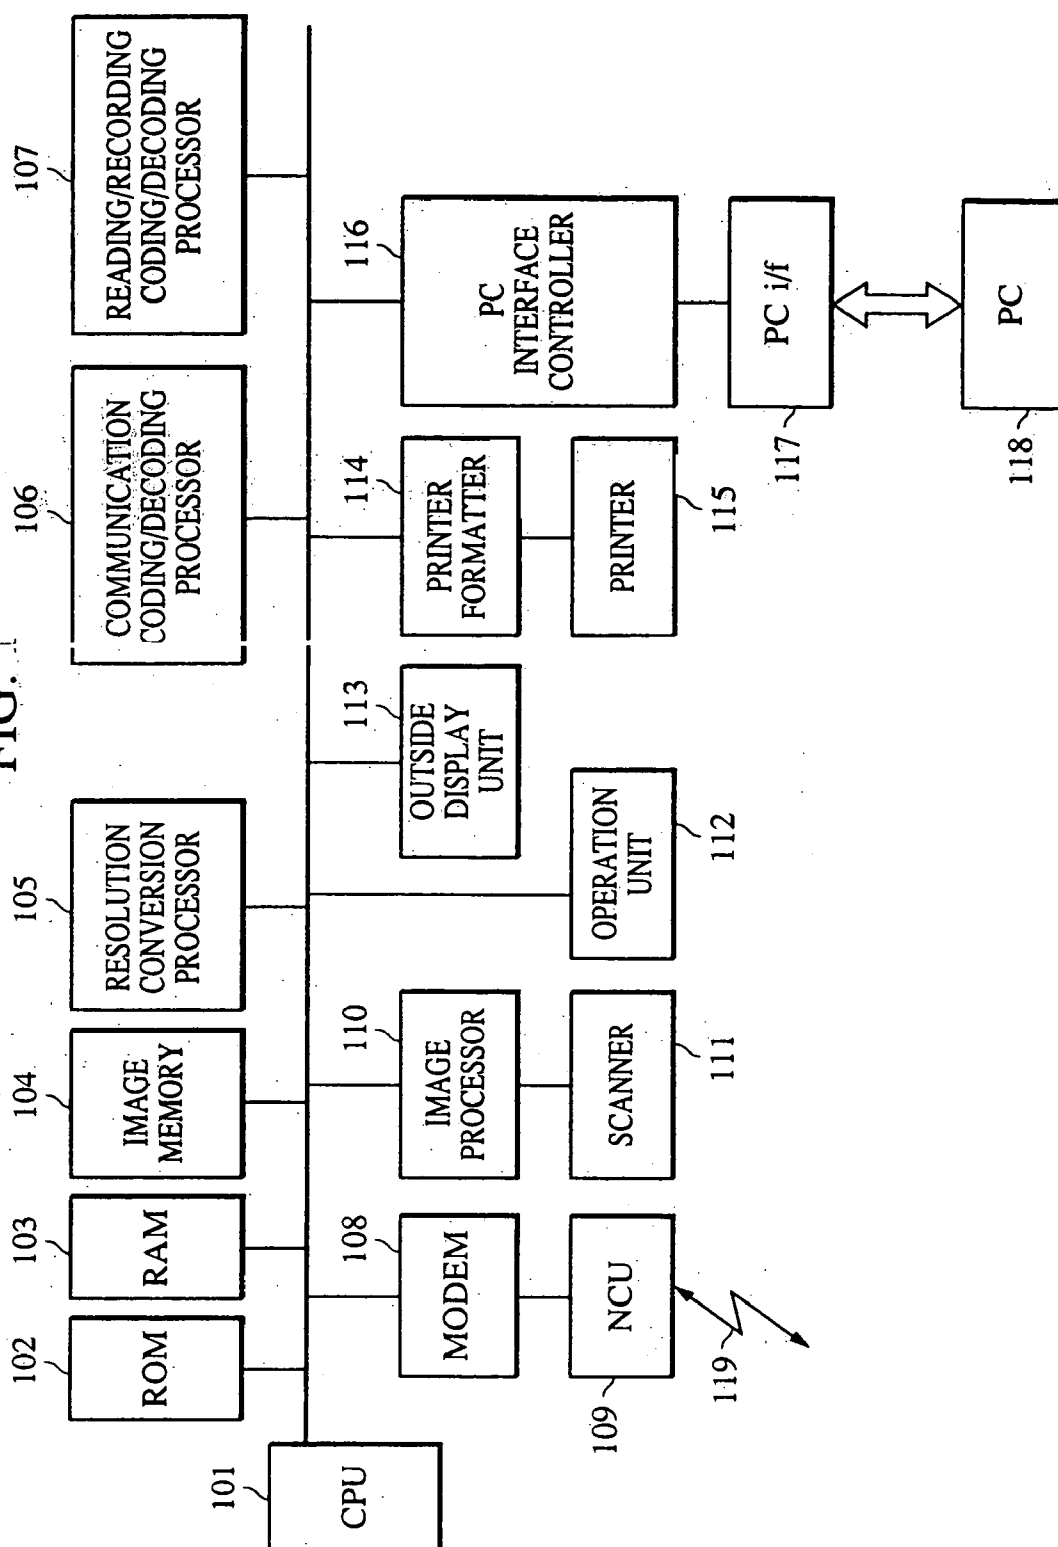 FIG. 1
101
CPU
102
ROM
103
RAM
104
IMAGE
MEMORY
105
RESOLUTION
CONVERSION
PROCESSOR
106
COMMUNICATION
CODING/DECODING
PROCESSOR
107
READING/RECORDING
CODING/DECODING
PROCESSOR
108
MODEM
109
NCU
119
110
IMAGE
PROCESSOR
111
SCANNER
112
OPERATION
UNIT
113
OUTSIDE
DISPLAY
UNIT
114
PRINTER
FORMATTER
115
PRINTER
116
PC
INTERFACE
CONTROLLER
117
PC i/f
118
PC